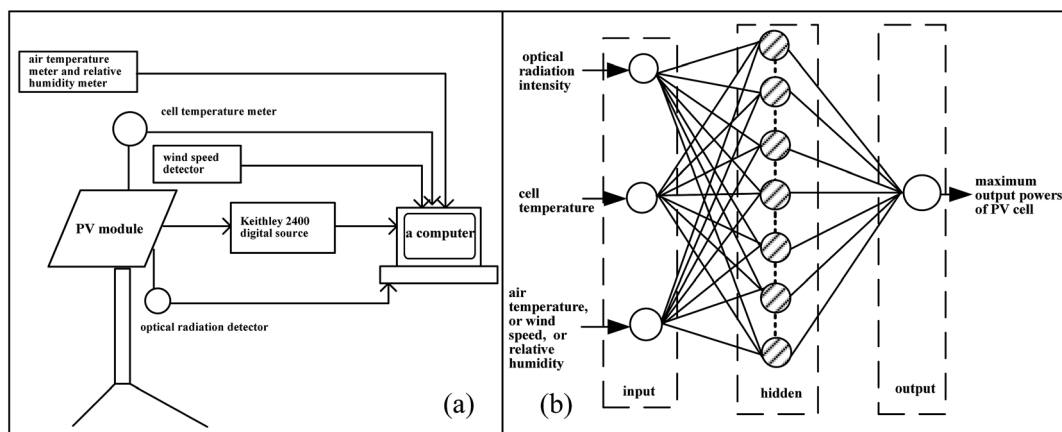 air temperature
meter and relative
humidity meter
cell temperature meter
wind speed
detector
PV module
Keithley 2400
digital source
a computer
optical radiation detector
(a)
optical radiation
intensity
cell
temperature
air
temperature,
or wind
speed, or
relative
humidity
input
hidden
output
maximum
output powers
of PV cell
(b)